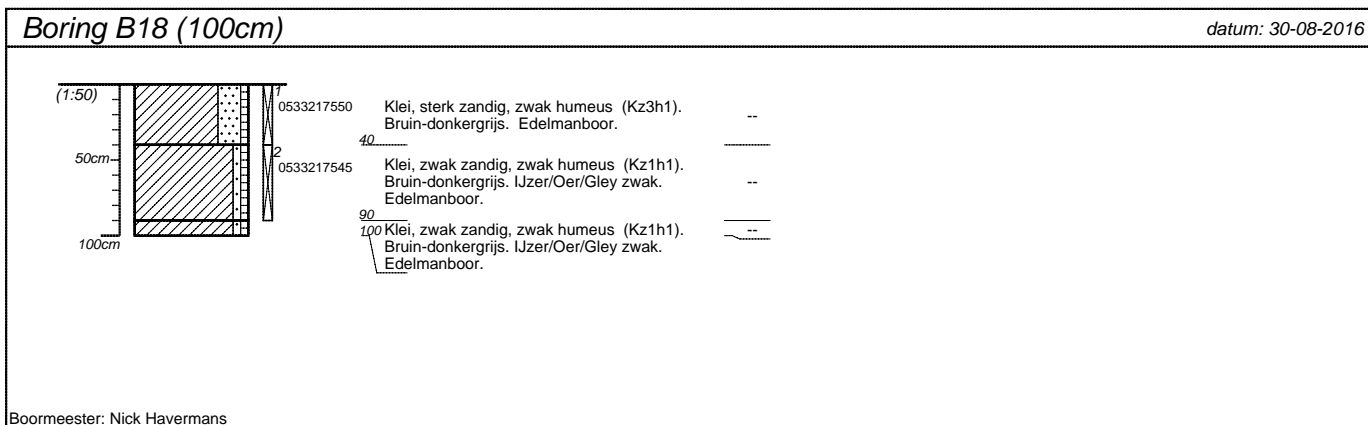 Boring B18 (100cm)
datum: 30-08-2016
(1:50)
50cm
100cm
1
0533217550
2
0533217545
Klei, sterk zandig, zwak humeus (Kz3h1).
Bruin-donkergrijs. Edelmanboor.
--
40
Klei, zwak zandig, zwak humeus (Kz1h1).
Bruin-donkergrijs. IJzer/Oer/Gley zwak.
Edelmanboor.
--
90
100
Klei, zwak zandig, zwak humeus (Kz1h1).
Bruin-donkergrijs. IJzer/Oer/Gley zwak.
Edelmanboor.
--
Boormeester: Nick Havermans